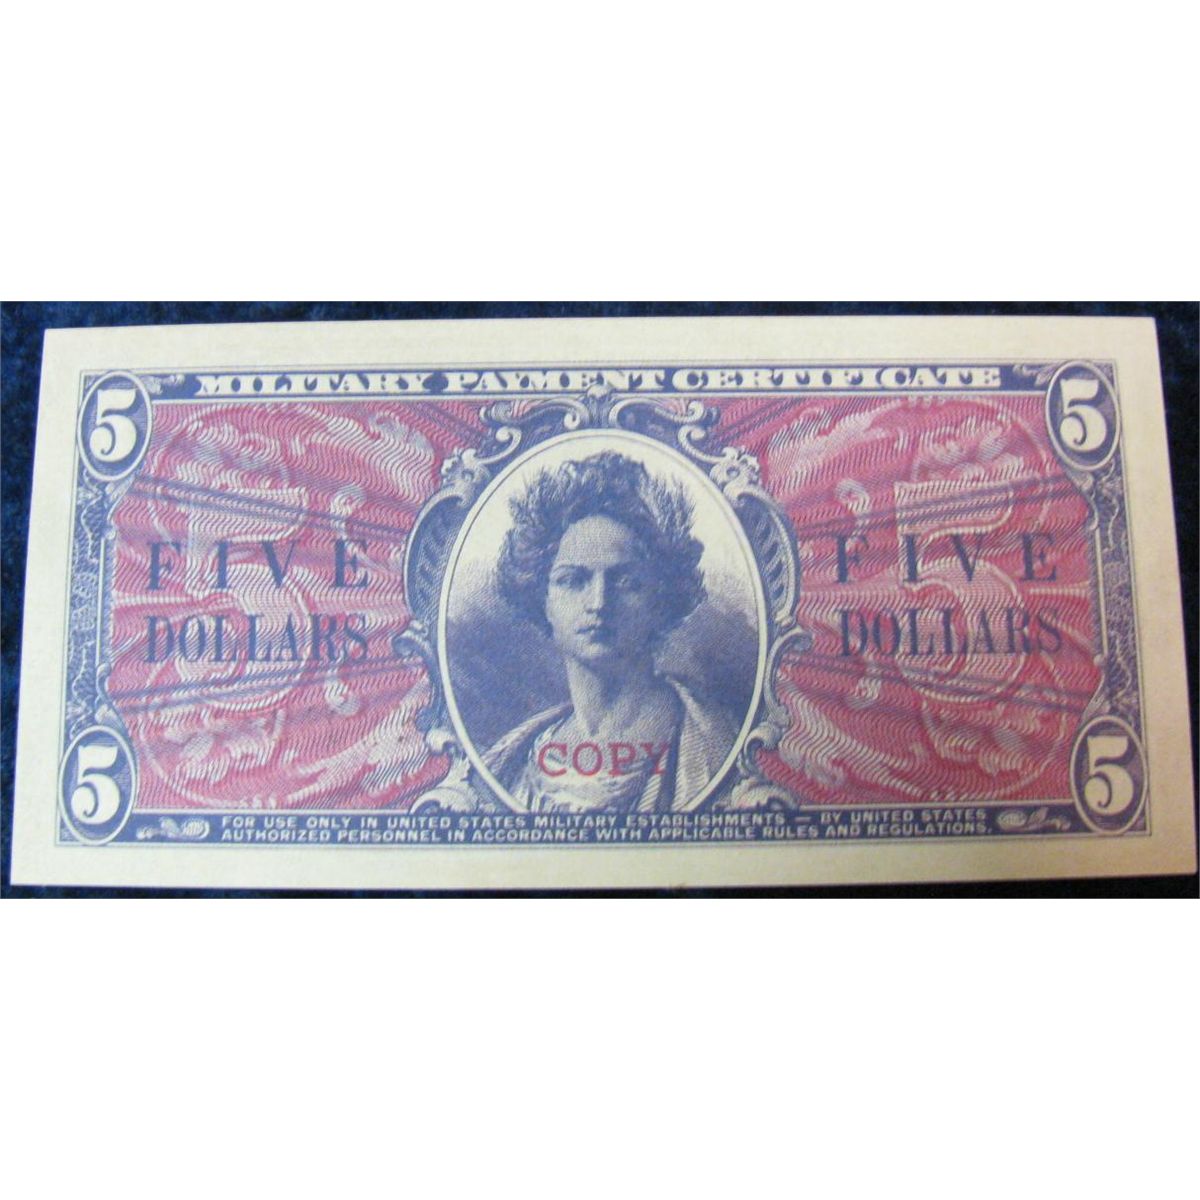 5 MILITARY PAYMENT CERTIFICATE 5
FIVE FIVE
DOLLARS DOLLARS
COPY
5 5
FOR USE ONLY IN UNITED STATES MILITARY ESTABLISHMENTS — BY UNITED STATES
AUTHORIZED PERSONNEL IN ACCORDANCE WITH APPLICABLE RULES AND REGULATIONS.